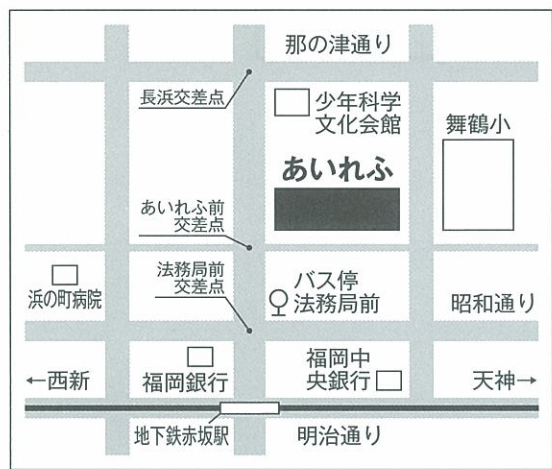 那の津通り
長浜交差点
少年科学
文化会館
舞鶴小
あいれふ
あいれふ前
交差点
法務局前
交差点
バス停
法務局前
浜の町病院
昭和通り
福岡中
央銀行
←西新
福岡銀行
天神→
地下鉄赤坂駅
明治通り